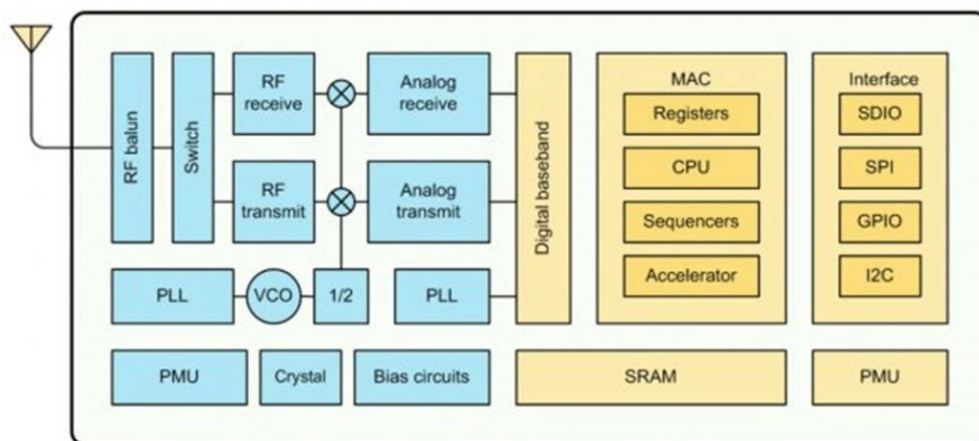 RF balun
Switch
RF
receive
Analog
receive
RF
transmit
Analog
transmit
PLL
VCO
1/2
PLL
Digital baseband
MAC
Registers
CPU
Sequencers
Accelerator
Interface
SDIO
SPI
GPIO
I2C
PMU
Crystal
Bias circuits
SRAM
PMU